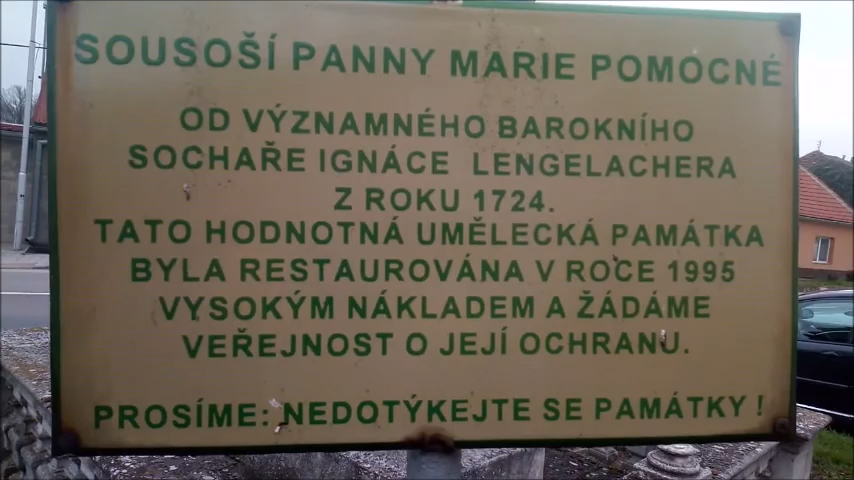 SOUSOŠÍ PANNY MARIE POMOCNÉ
OD VÝZNAMNÉHO BAROKNÍHO
SOCHAŘE IGNÁCE LENGELACHERA
Z ROKU 1724.
TATO HODNOTNÁ UMĚLECKÁ PAMÁTKA
BYLA RESTAUROVÁNA V ROCE 1995
VYSOKÝM NÁKLADEM A ŽÁDÁME
VEŘEJNOST O JEJÍ OCHRANU.
PROSÍME: NEDOTÝKEJTE SE PAMÁTKY!